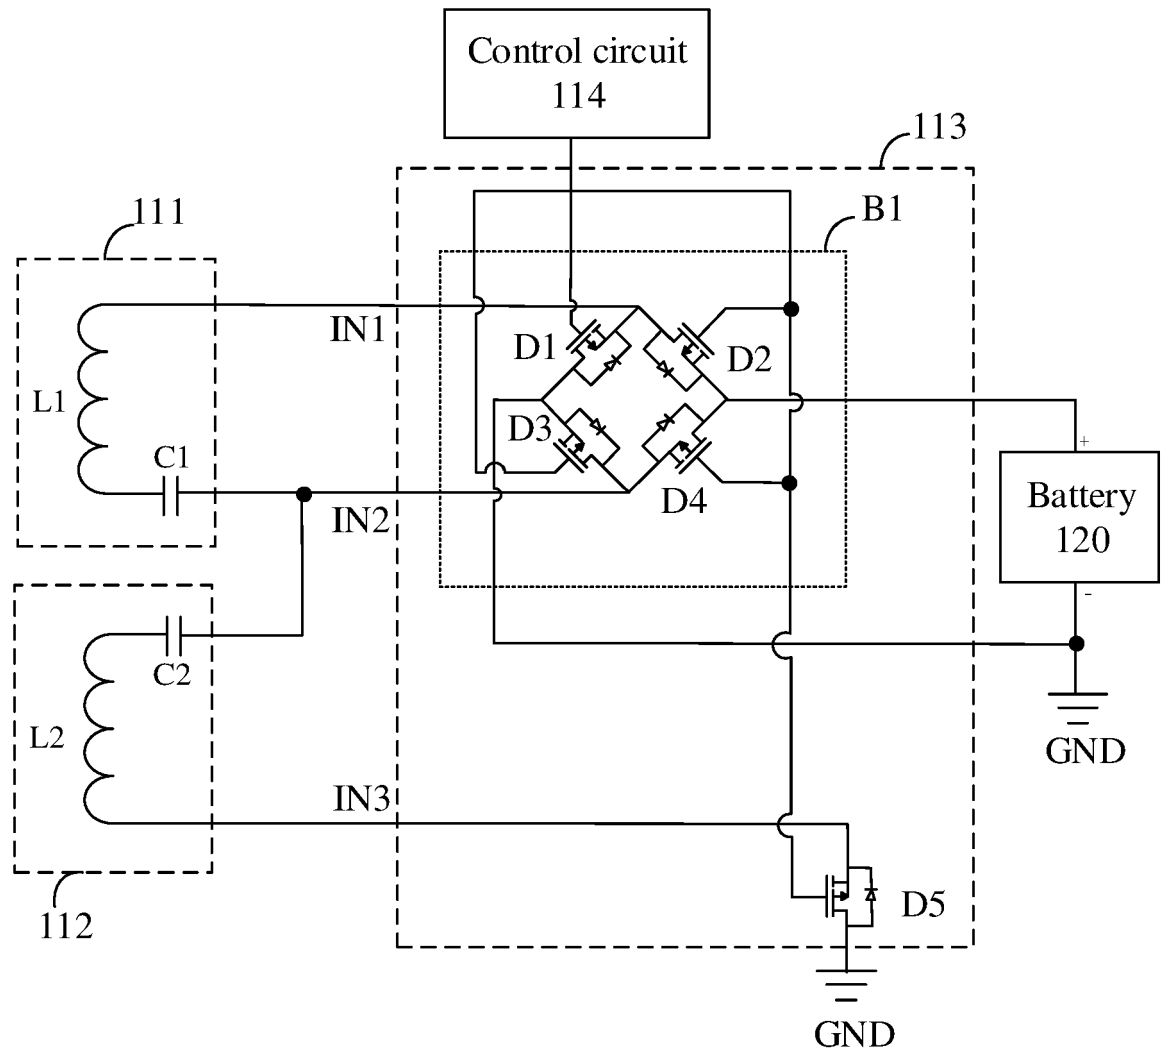 Control circuit
114
113
111
B1
IN1
D1
D2
L1
D3
C1
+
IN2
D4
Battery
120
-
C2
L2
GND
IN3
D5
112
GND